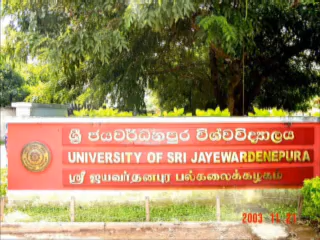 ශ්‍රී ජයවර්ධනපුර විශ්වවිද්‍යාලය
UNIVERSITY OF SRI JAYEWARDENEPURA
ஸ்ரீ ஜயவர்தனபுர பல்கலைக்கழகம்
2003 11 21